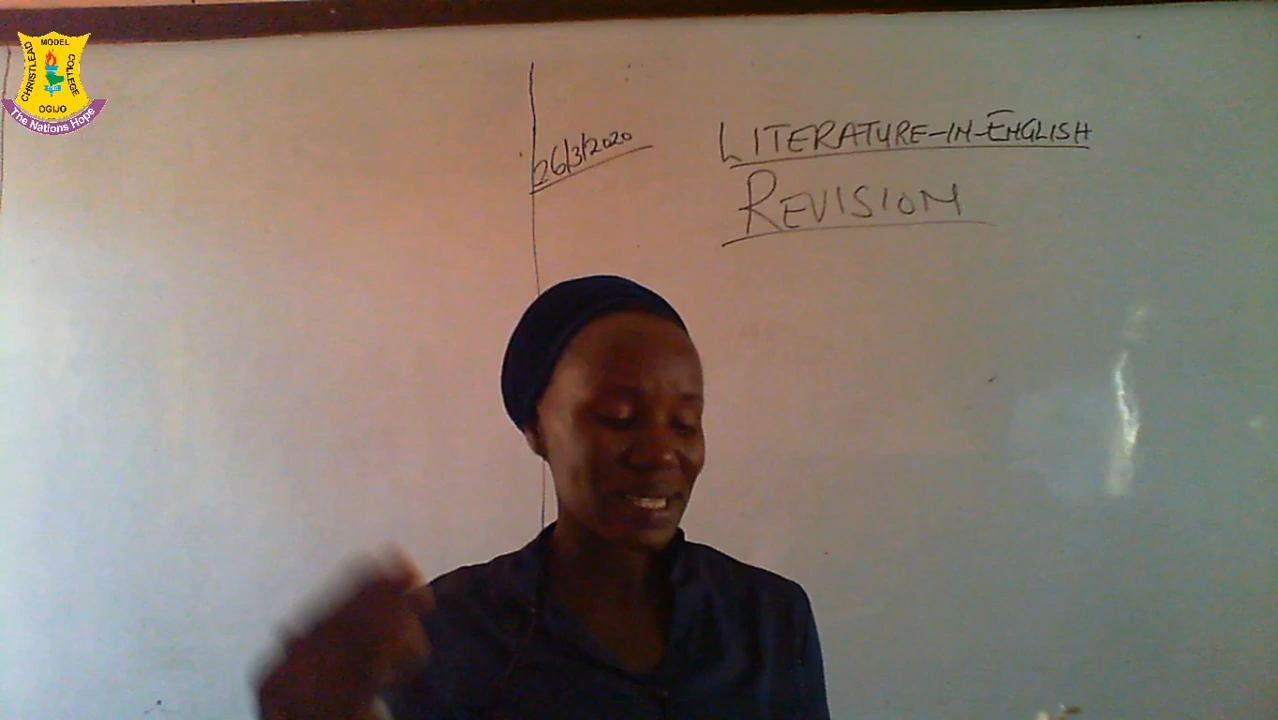 CHRISTLEAD MODEL COLLEGE
OGIJO
The Nations Hope
26/3/2020
LITERATURE-IN-ENGLISH
REVISION